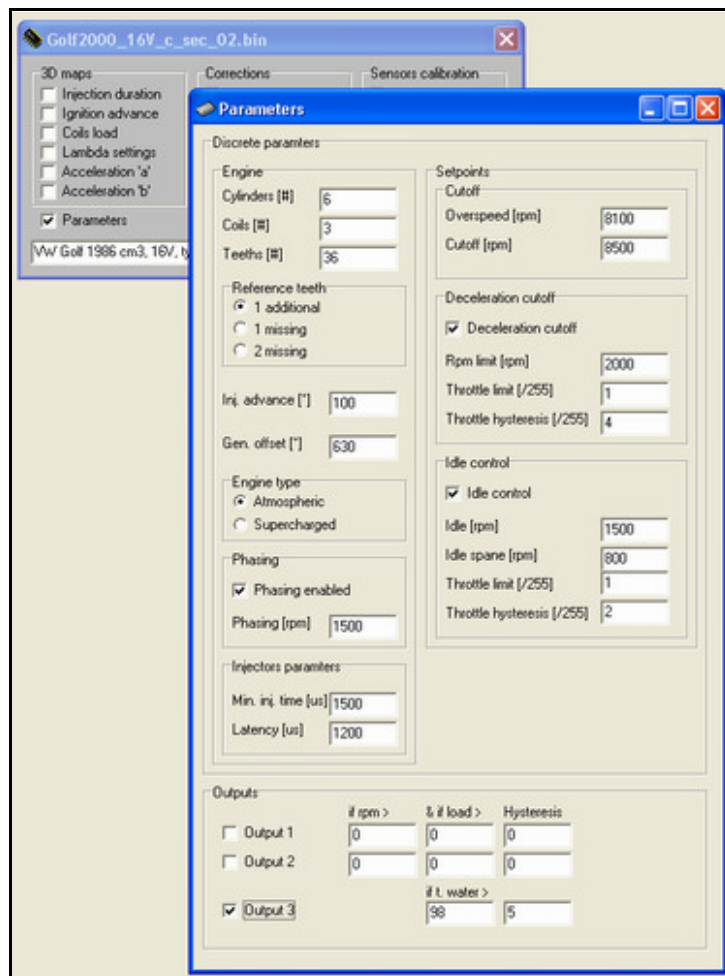 Golf2000_16V_c_sec_02.bin
3D maps
Corrections
Sensors calibration
Injection duration
Ignition advance
Coils load
Lambda settings
Acceleration 'a'
Acceleration 'b'
Parameters
VW Golf 1986 cm3, 16V, ty
Parameters
Discrete paramters
Engine
Cylinders [#] 6
Coils [#] 3
Teeths [#] 36
Reference teeth
1 additional
1 missing
2 missing
Inj. advance [°] 100
Gen. offset [°] 630
Engine type
Atmospheric
Supercharged
Phasing
Phasing enabled
Phasing [rpm] 1500
Injectors paramters
Min. inj. time [us] 1500
Latency [us] 1200
Setpoints
Cutoff
Overspeed [rpm] 8100
Cutoff [rpm] 8500
Deceleration cutoff
Deceleration cutoff
Rpm limit [rpm] 2000
Throttle limit [/255] 1
Throttle hysteresis [/255] 4
Idle control
Idle control
Idle [rpm] 1500
Idle spane [rpm] 800
Throttle limit [/255] 1
Throttle hysteresis [/255] 2
Outputs
if rpm > & if load > Hysteresis
Output 1 0 0 0
Output 2 0 0 0
if t. water >
Output 3 98 5